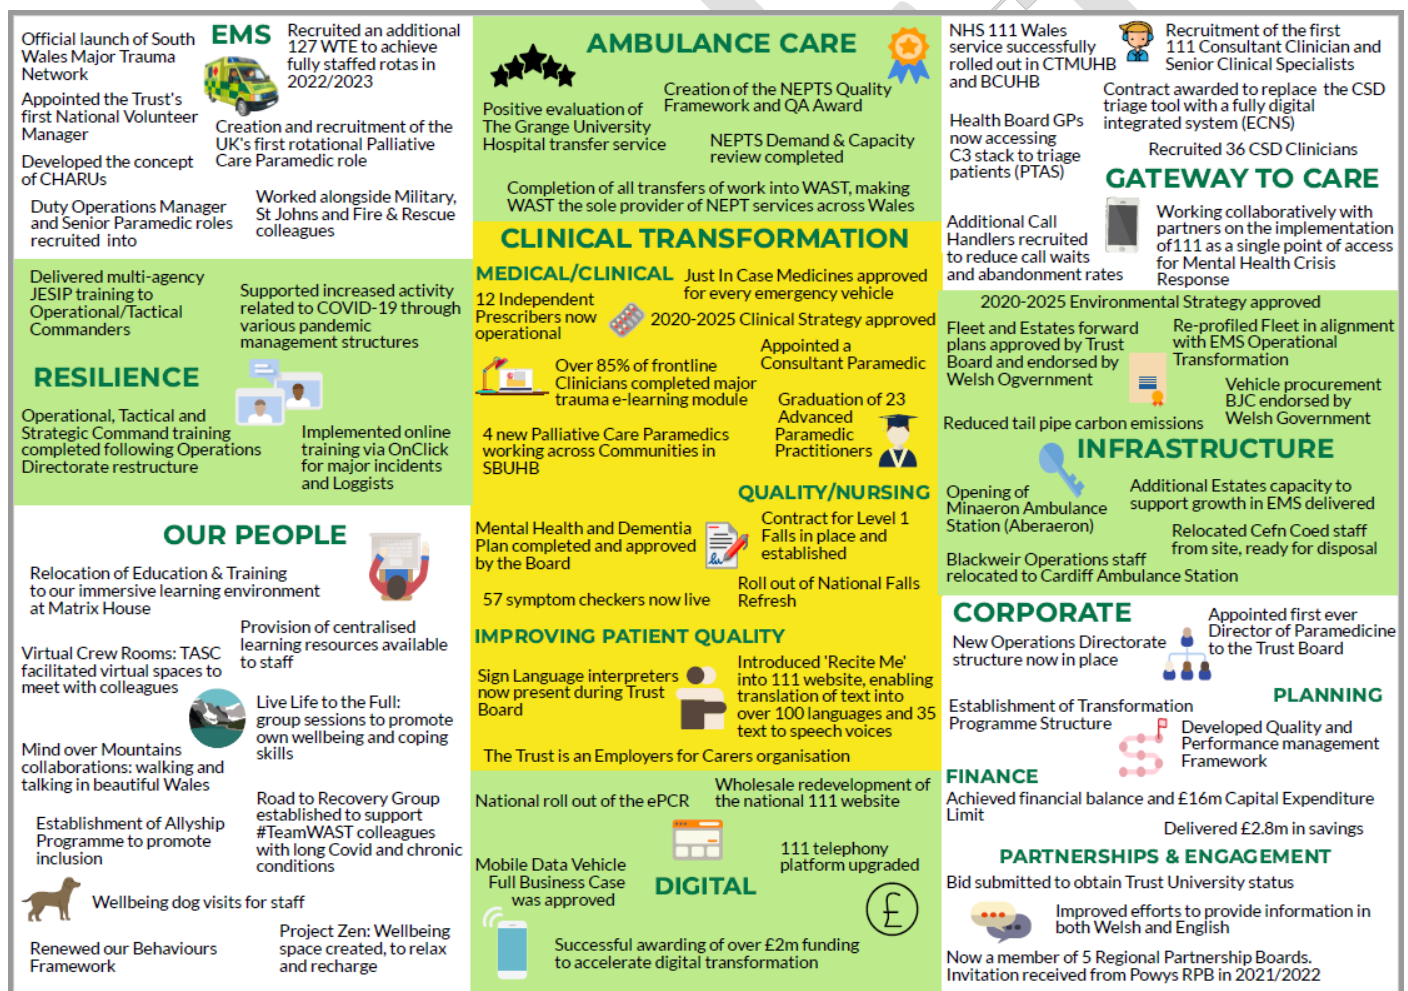 EMS
Official launch of South
Wales Major Trauma
Network
Recruited an additional
127 WTE to achieve
fully staffed rotas in
2022/2023
Appointed the Trust's
first National Volunteer
Manager
Creation and recruitment of the
UK's first rotational Palliative
Care Paramedic role
Developed the concept
of CHARUs
Worked alongside Military,
St Johns and Fire & Rescue
colleagues
Duty Operations Manager
and Senior Paramedic roles
recruited into
Delivered multi-agency
JESIP training to
Operational/Tactical
Commanders
Supported increased activity
related to COVID-19 through
various pandemic
management structures
RESILIENCE
Operational, Tactical and
Strategic Command training
completed following Operations
Directorate restructure
Implemented online
training via OnClick
for major incidents
and Loggists
OUR PEOPLE
Relocation of Education & Training
to our immersive learning environment
at Matrix House
Provision of centralised
learning resources available
to staff
Virtual Crew Rooms: TASC
facilitated virtual spaces to
meet with colleagues
Live Life to the Full:
group sessions to promote
own wellbeing and coping
skills
Mind over Mountains
collaborations: walking and
talking in beautiful Wales
Road to Recovery Group
established to support
#TeamWAST colleagues
with long Covid and chronic
conditions
Establishment of Allyship
Programme to promote
inclusion
Wellbeing dog visits for staff
Renewed our Behaviours
Framework
Project Zen: Wellbeing
space created, to relax
and recharge
AMBULANCE CARE
Positive evaluation of
The Grange University
Hospital transfer service
Creation of the NEPTS Quality
Framework and QA Award
NEPTS Demand & Capacity
review completed
Completion of all transfers of work into WAST, making
WAST the sole provider of NEPT services across Wales
CLINICAL TRANSFORMATION
MEDICAL/CLINICAL
Just In Case Medicines approved
for every emergency vehicle
12 Independent
Prescribers now
operational
2020-2025 Clinical Strategy approved
Appointed a
Consultant Paramedic
Over 85% of frontline
Clinicians completed major
trauma e-learning module
Graduation of 23
Advanced
Paramedic
Practitioners
4 new Palliative Care Paramedics
working across Communities in
SBUHB
QUALITY/NURSING
Mental Health and Dementia
Plan completed and approved
by the Board
Contract for Level 1
Falls in place and
established
57 symptom checkers now live
Roll out of National Falls
Refresh
IMPROVING PATIENT QUALITY
Sign Language interpreters
now present during Trust
Board
Introduced 'Recite Me'
into 111 website, enabling
translation of text into
over 100 languages and 35
text to speech voices
The Trust is an Employers for Carers organisation
National roll out of the ePCR
Wholesale redevelopment of
the national 111 website
111 telephony
platform upgraded
Mobile Data Vehicle
Full Business Case
was approved
DIGITAL
£
Successful awarding of over £2m funding
to accelerate digital transformation
NHS 111 Wales
service successfully
rolled out in CTMUHB
and BCUHB
Recruitment of the first
111 Consultant Clinician and
Senior Clinical Specialists
Contract awarded to replace the CSD
triage tool with a fully digital
integrated system (ECNS)
Health Board GPs
now accessing
C3 stack to triage
patients (PTAS)
Recruited 36 CSD Clinicians
GATEWAY TO CARE
Additional Call
Handlers recruited
to reduce call waits
and abandonment rates
Working collaboratively with
partners on the implementation
of111 as a single point of access
for Mental Health Crisis
Response
2020-2025 Environmental Strategy approved
Fleet and Estates forward
plans approved by Trust
Board and endorsed by
Welsh Ogvernment
Re-profiled Fleet in alignment
with EMS Operational
Transformation
Vehicle procurement
BJC endorsed by
Welsh Government
Reduced tail pipe carbon emissions
INFRASTRUCTURE
Opening of
Minaeron Ambulance
Station (Aberaeron)
Additional Estates capacity to
support growth in EMS delivered
Relocated Cefn Coed staff
from site, ready for disposal
Blackweir Operations staff
relocated to Cardiff Ambulance Station
CORPORATE
New Operations Directorate
structure now in place
Appointed first ever
Director of Paramedicine
to the Trust Board
PLANNING
Establishment of Transformation
Programme Structure
Developed Quality and
Performance management
Framework
FINANCE
Achieved financial balance and £16m Capital Expenditure
Limit
Delivered £2.8m in savings
PARTNERSHIPS & ENGAGEMENT
Bid submitted to obtain Trust University status
Improved efforts to provide information in
both Welsh and English
Now a member of 5 Regional Partnership Boards.
Invitation received from Powys RPB in 2021/2022